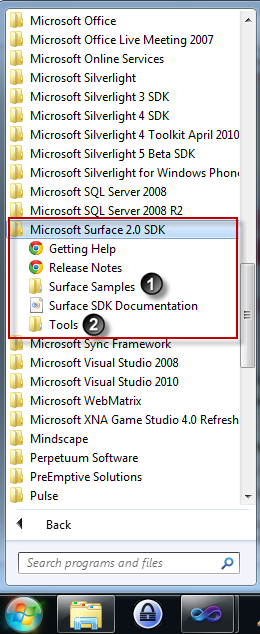 Microsoft Office
Microsoft Office Live Meeting 2007
Microsoft Online Services
Microsoft Silverlight
Microsoft Silverlight 3 SDK
Microsoft Silverlight 4 SDK
Microsoft Silverlight 4 Toolkit April 2010
Microsoft Silverlight 5 Beta SDK
Microsoft Silverlight for Windows Phone
Microsoft SQL Server 2008
Microsoft SQL Server 2008 R2
Microsoft Surface 2.0 SDK
Getting Help
Release Notes
Surface Samples 1
Surface SDK Documentation
Tools 2
Microsoft Sync Framework
Microsoft Visual Studio 2008
Microsoft Visual Studio 2010
Microsoft WebMatrix
Microsoft XNA Game Studio 4.0 Refresh
Mindscape
Perpetuum Software
PreEmptive Solutions
Pulse
Back
Search programs and files